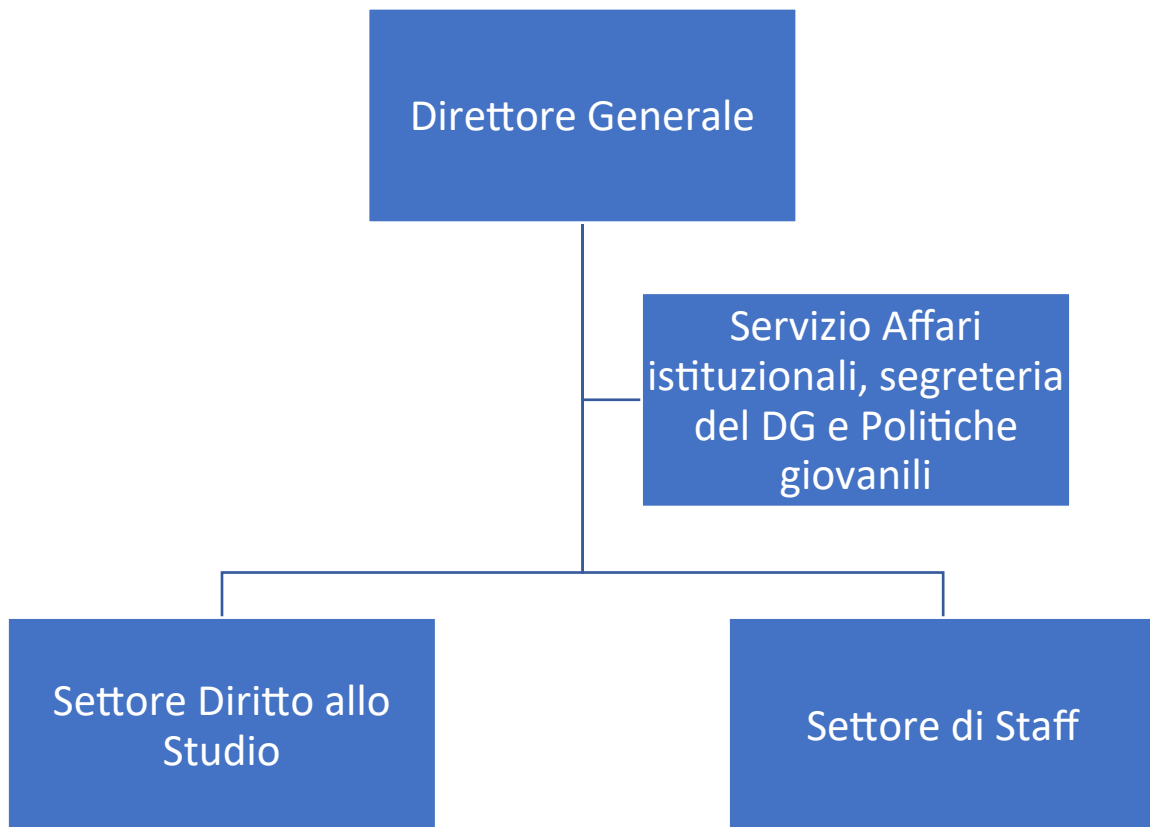 Direttore Generale
Servizio Affari
istituzionali, segreteria
del DG e Politiche
giovanili
Settore Diritto allo
Studio
Settore di Staff